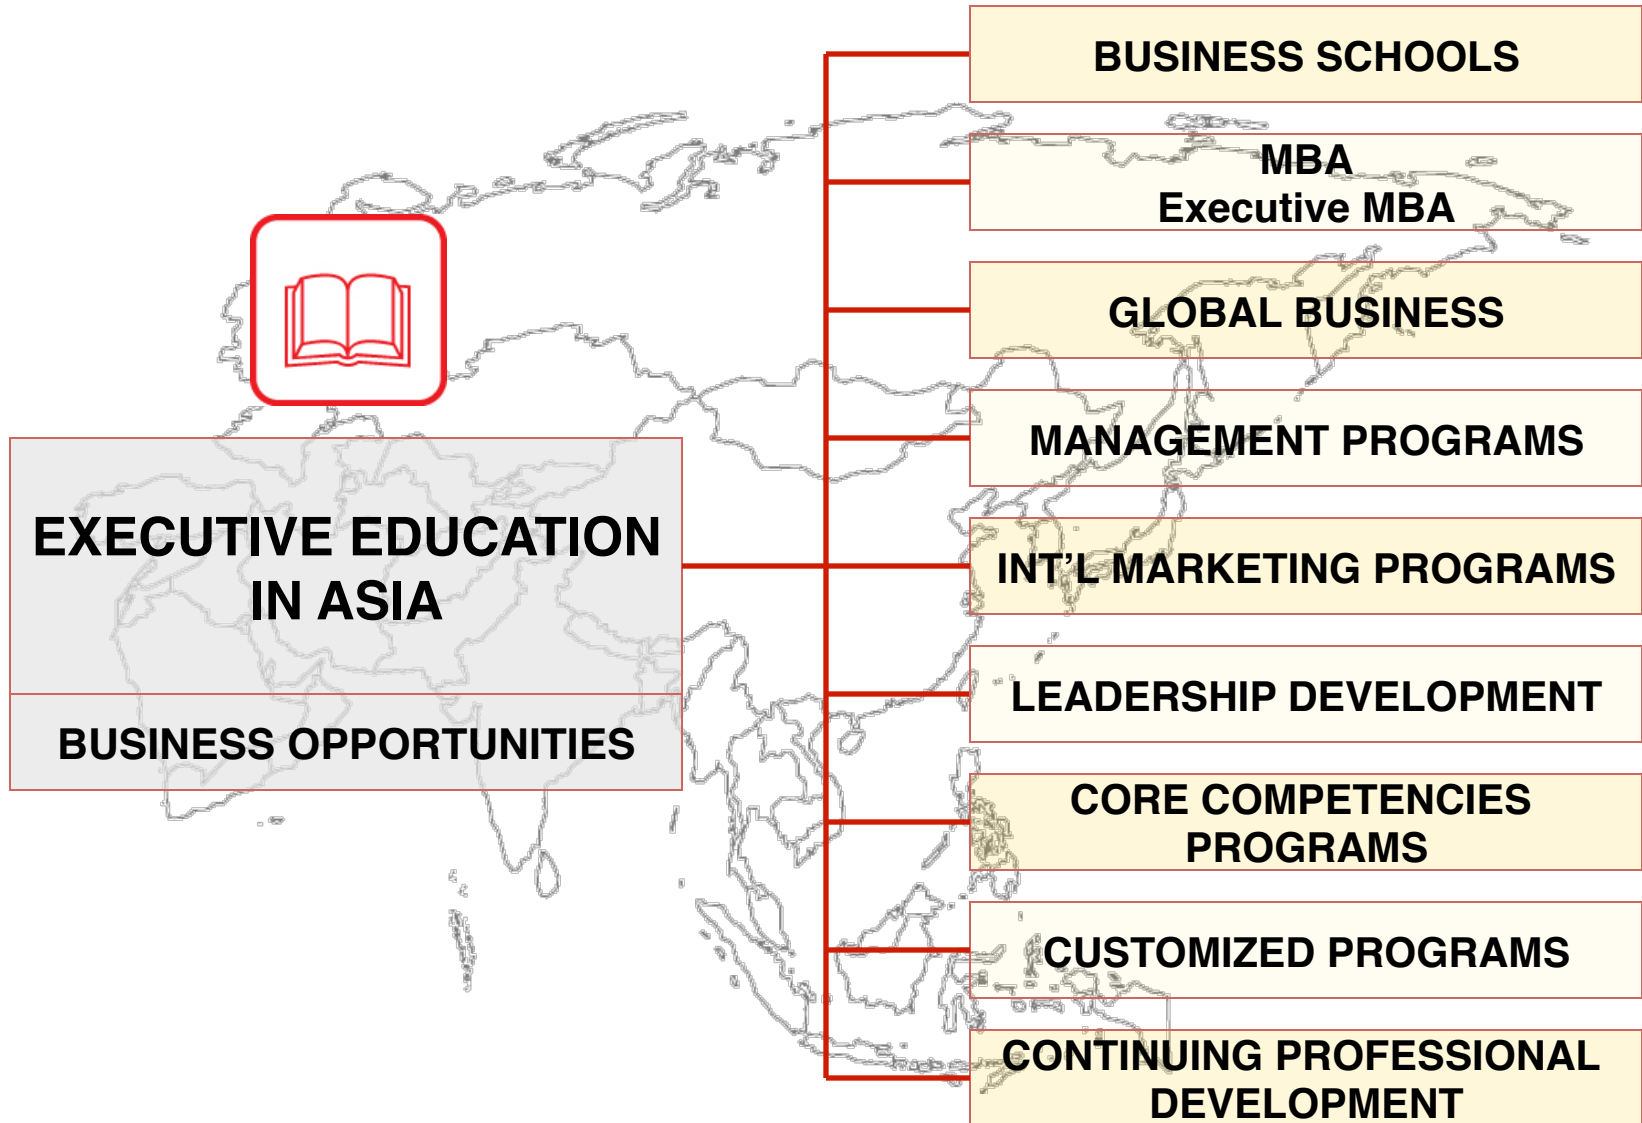 EXECUTIVE EDUCATION
IN ASIA
BUSINESS OPPORTUNITIES
BUSINESS SCHOOLS
MBA
Executive MBA
GLOBAL BUSINESS
MANAGEMENT PROGRAMS
INT’L MARKETING PROGRAMS
LEADERSHIP DEVELOPMENT
CORE COMPETENCIES
PROGRAMS
CUSTOMIZED PROGRAMS
CONTINUING PROFESSIONAL
DEVELOPMENT